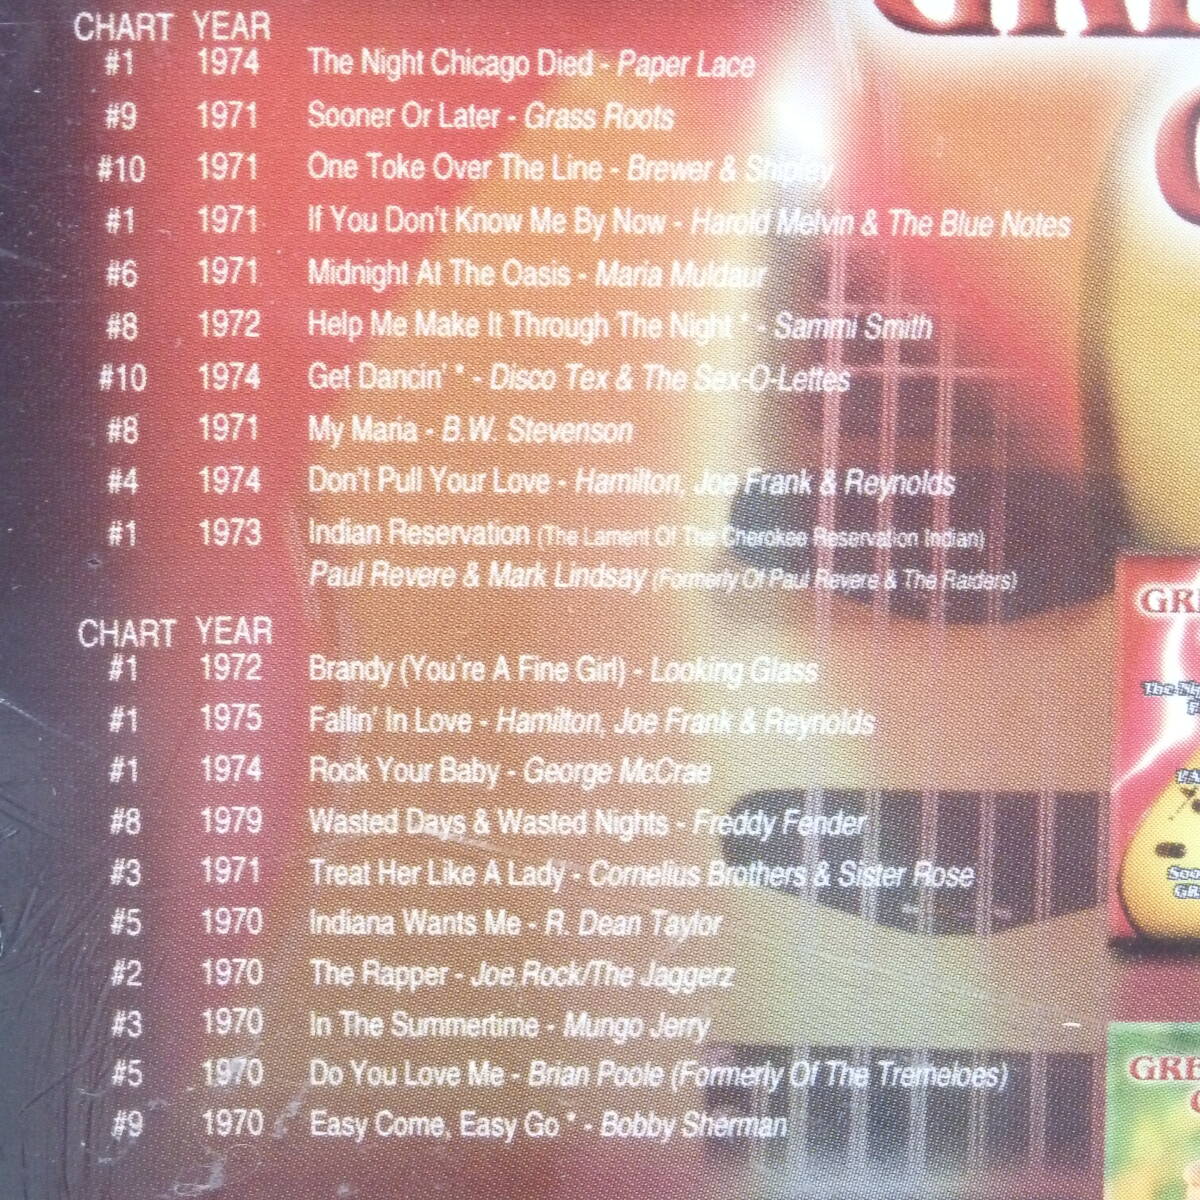 CHART YEAR
#1 1974 The Night Chicago Died - Paper Lace
#9 1971 Sooner Or Later - Grass Roots
#10 1971 One Toke Over The Line - Brewer & Shipley
#1 1971 If You Don't Know Me By Now - Harold Melvin & The Blue Notes
#6 1971 Midnight At The Oasis - Maria Muldaur
#8 1972 Help Me Make It Through The Night * - Sammi Smith
#10 1974 Get Dancin' * - Disco Tex & The Sex-O-Lettes
#8 1971 My Maria - B.W. Stevenson
#4 1974 Don't Pull Your Love - Hamilton, Joe Frank & Reynolds
#1 1973 Indian Reservation (The Lament Of The Cherokee Reservation Indian)
Paul Revere & Mark Lindsay (Formerly Of Paul Revere & The Raiders)
CHART YEAR
#1 1972 Brandy (You're A Fine Girl) - Looking Glass
#1 1975 Fallin' In Love - Hamilton, Joe Frank & Reynolds
#1 1974 Rock Your Baby - George McCrae
#8 1979 Wasted Days & Wasted Nights - Freddy Fender
#3 1971 Treat Her Like A Lady - Cornelius Brothers & Sister Rose
#5 1970 Indiana Wants Me - R. Dean Taylor
#2 1970 The Rapper - Joe Rock/The Jaggerz
#3 1970 In The Summertime - Mungo Jerry
#5 1970 Do You Love Me - Brian Poole (Formerly Of The Tremeloes)
#9 1970 Easy Come, Easy Go * - Bobby Sherman